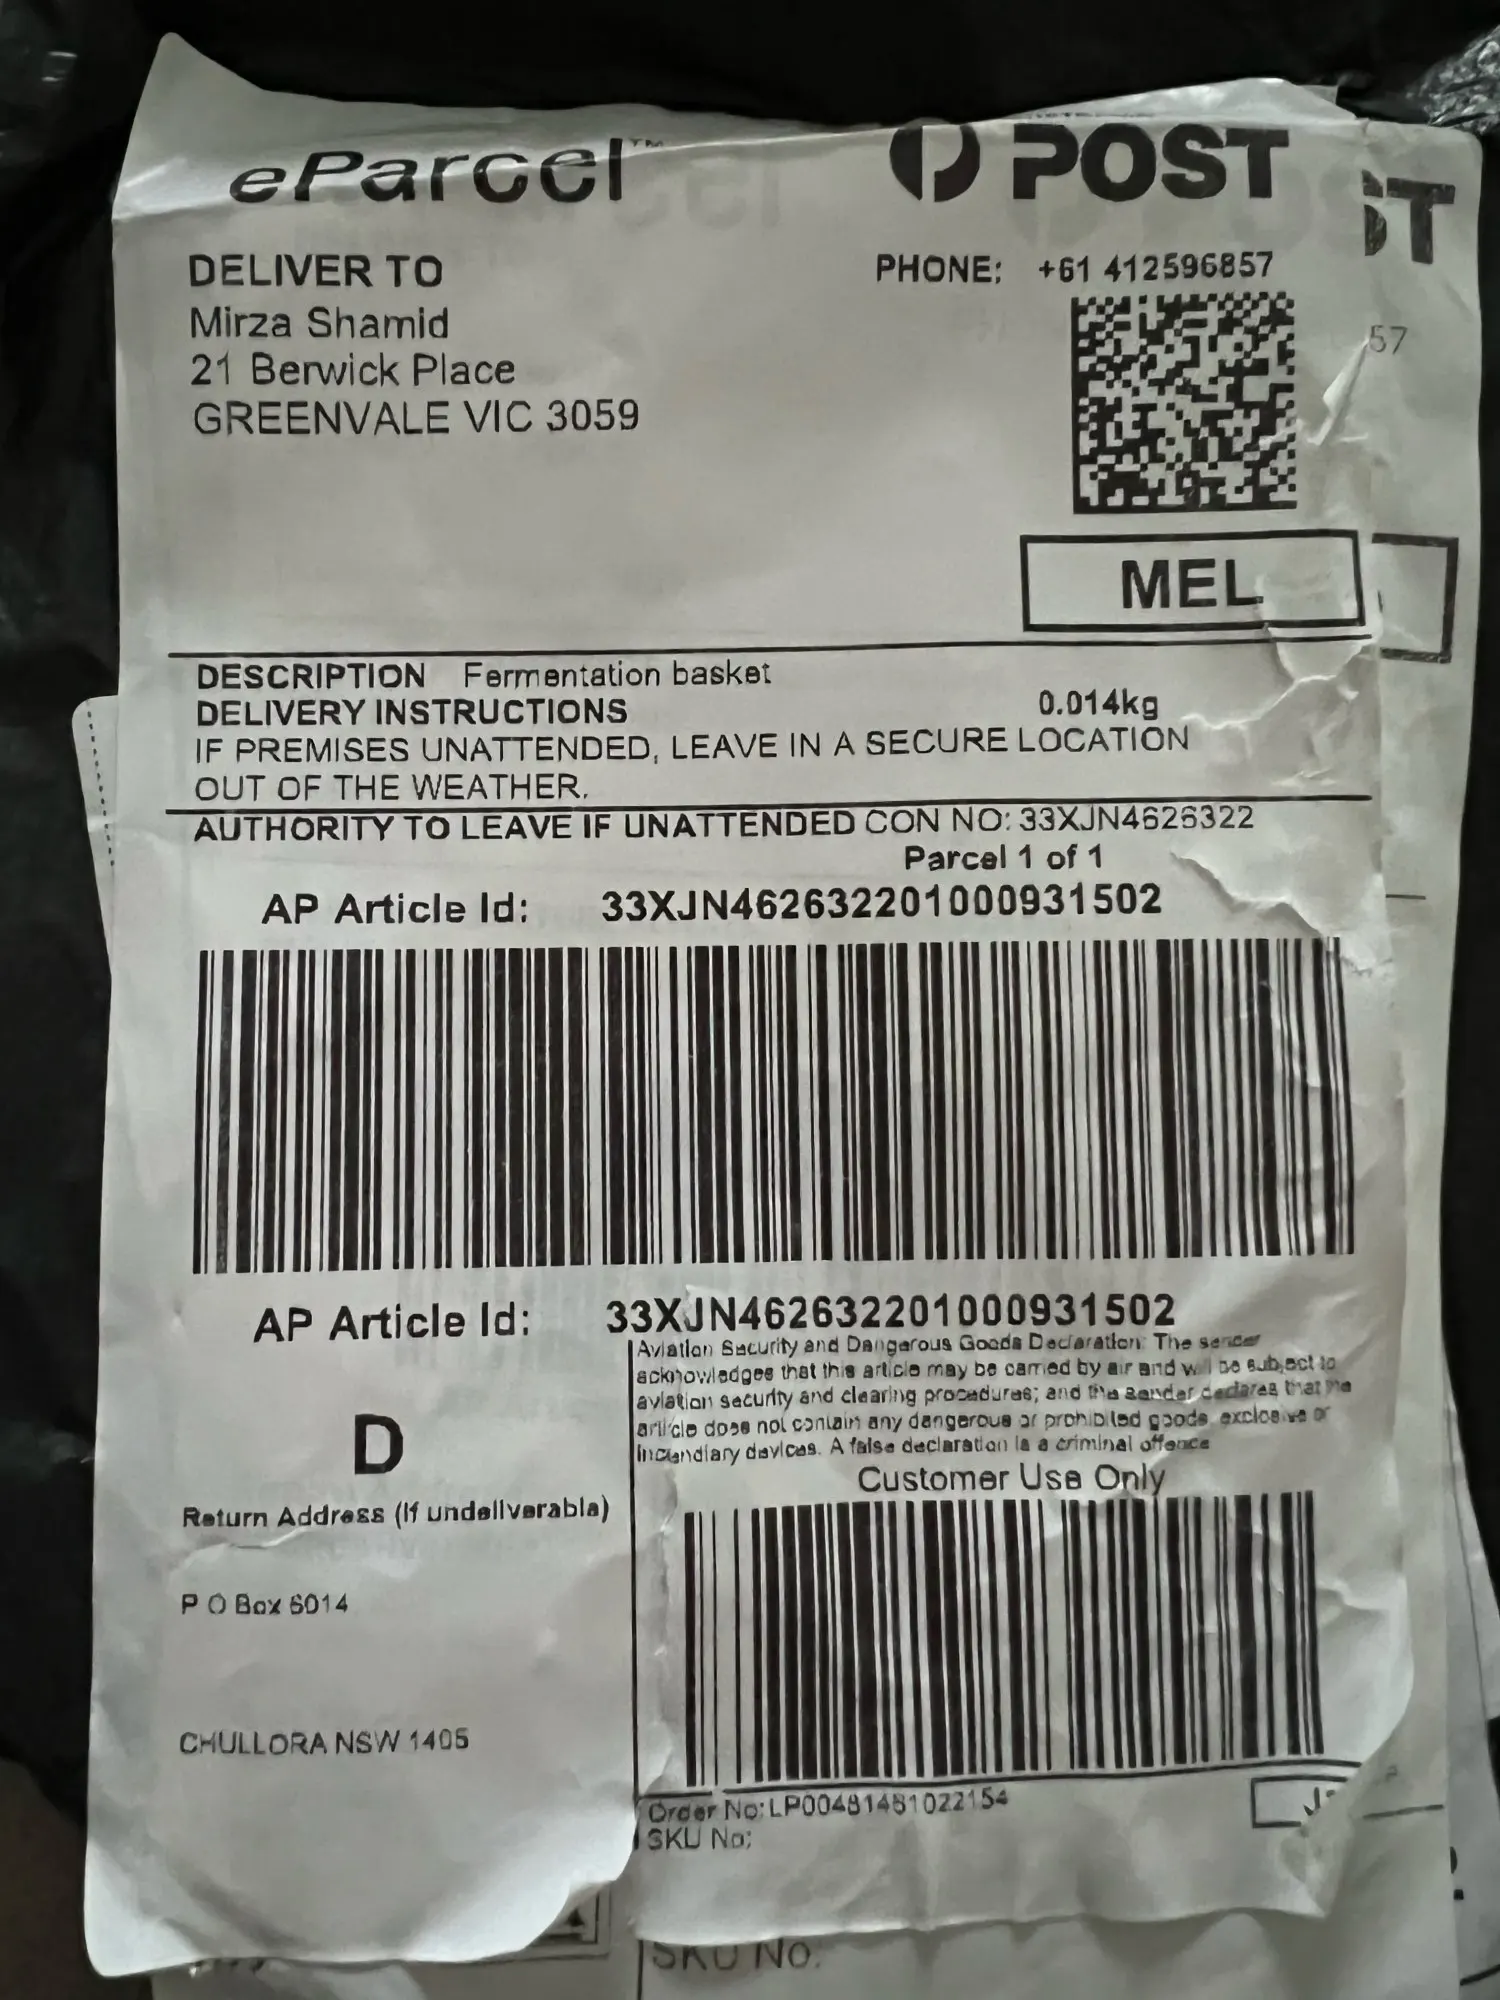 eParcel™
POST
DELIVER TO
PHONE: +61 412596857
Mirza Shamid
21 Berwick Place
GREENVALE VIC 3059
57
MEL
DESCRIPTION Fermentation basket
DELIVERY INSTRUCTIONS 0.014kg
IF PREMISES UNATTENDED, LEAVE IN A SECURE LOCATION
OUT OF THE WEATHER.
AUTHORITY TO LEAVE IF UNATTENDED CON NO: 33XJN4626322
Parcel 1 of 1
AP Article Id: 33XJN462632201000931502
AP Article Id: 33XJN462632201000931502
Aviation Security and Dangerous Goods Declaration: The sender
acknowledges that this article may be carried by air and will be subject to
aviation security and clearing procedures; and the sender declares that the
article does not contain any dangerous or prohibited goods, explosive or
incendiary devices. A false declaration is a criminal offence
D
Customer Use Only
Return Address (If undeliverable)
P O Box 6014
CHULLORA NSW 1405
Order No:LP00481481022154
SKU No:
SKU No: